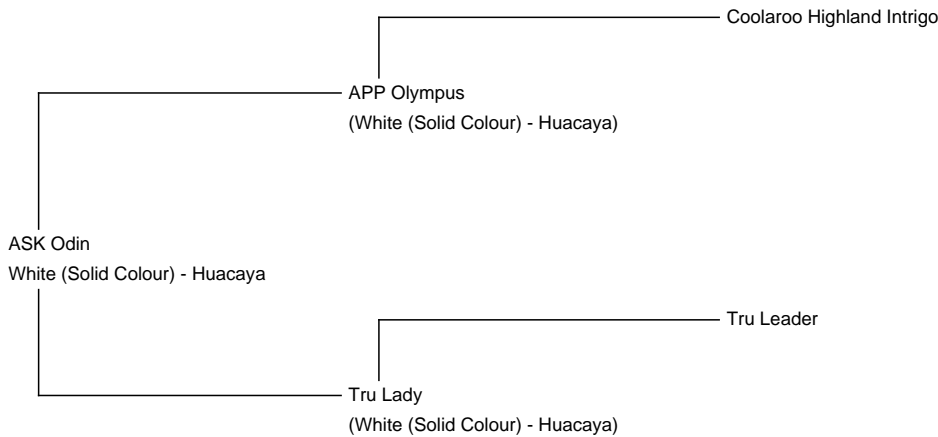 Coolaroo Highland Intrigo
APP Olympus
(White (Solid Colour) - Huacaya)
ASK Odin
White (Solid Colour) - Huacaya
Tru Leader
Tru Lady
(White (Solid Colour) - Huacaya)